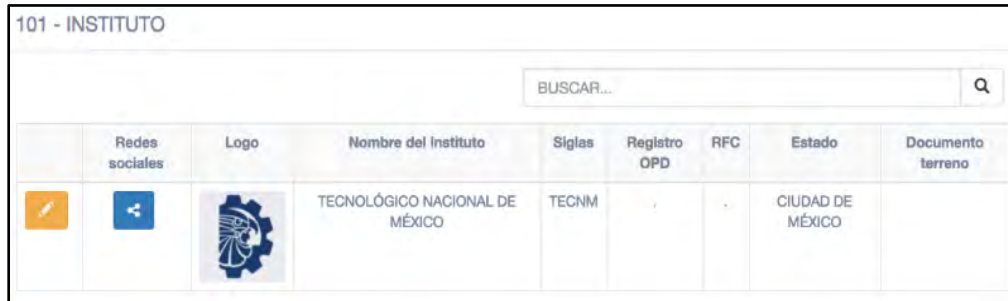 101 - INSTITUTO
BUSCAR...
Redes sociales Logo Nombre del Instituto Siglas Registro OPD RFC Estado Documento terreno
TECNOLÓGICO NACIONAL DE MÉXICO TECNM . . CIUDAD DE MÉXICO